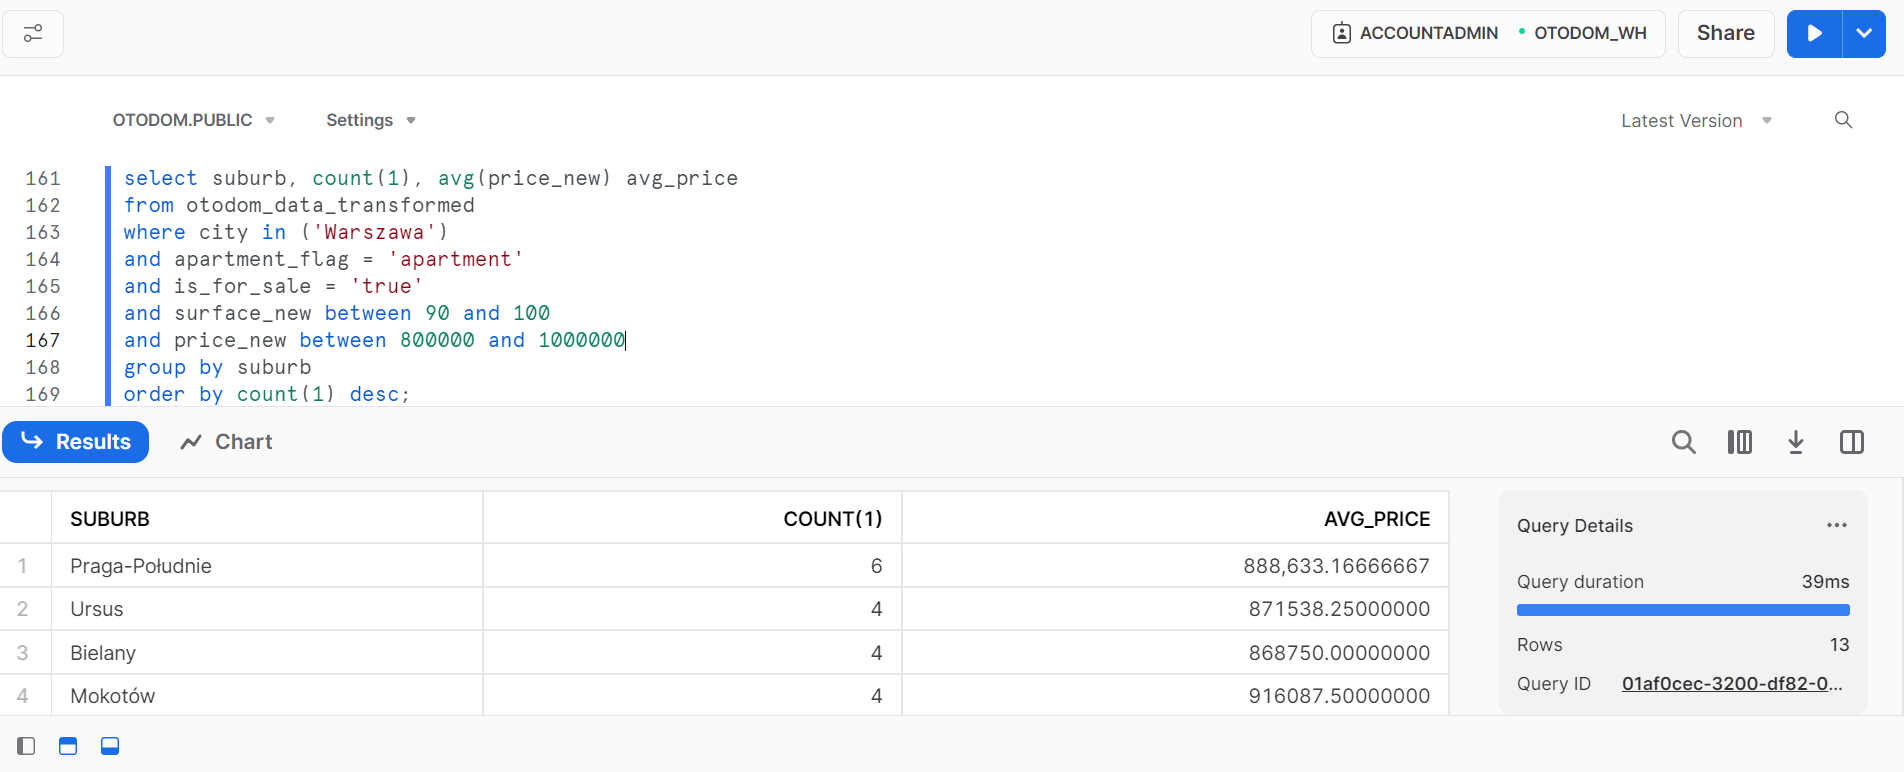 ACCOUNTADMIN OTODOM_WH Share
OTODOM.PUBLIC Settings Latest Version
161 select suburb, count(1), avg(price_new) avg_price
162 from otodom_data_transformed
163 where city in ('Warszawa')
164 and apartment_flag = 'apartment'
165 and is_for_sale = 'true'
166 and surface_new between 90 and 100
167 and price_new between 800000 and 1000000
168 group by suburb
169 order by count(1) desc;
Results Chart
SUBURB COUNT(1) AVG_PRICE
1 Praga-Południe 6 888,633.16666667
2 Ursus 4 871538.25000000
3 Bielany 4 868750.00000000
4 Mokotów 4 916087.50000000
Query Details ...
Query duration 39ms
Rows 13
Query ID 01af0cec-3200-df82-0...